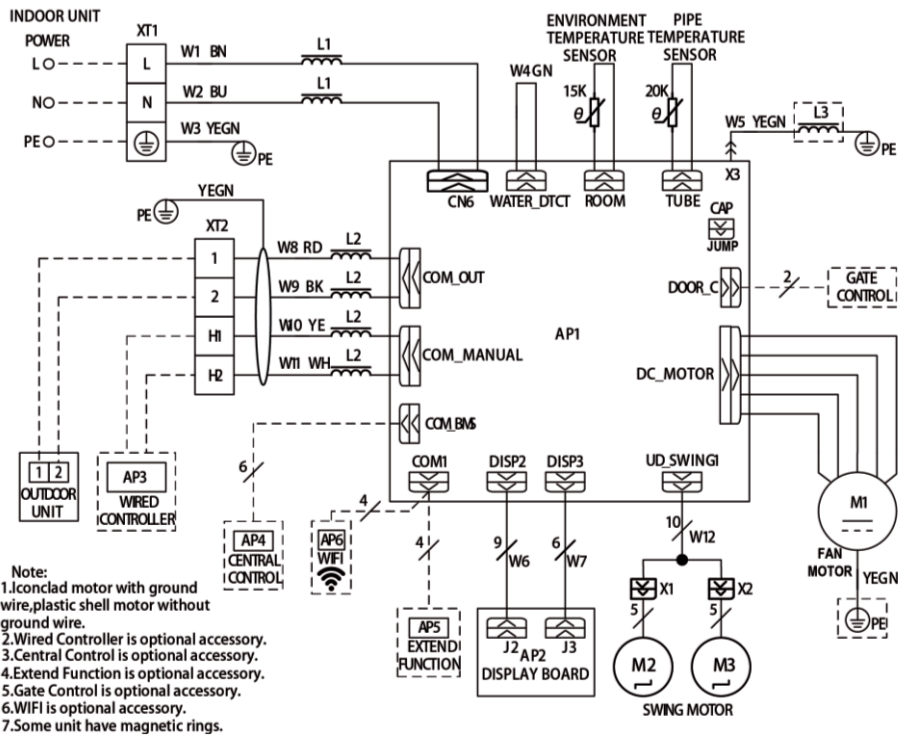 INDOOR UNIT
POWER
XT1
L
L
W1 BN
L1
N
N
W2 BU
L1
PE
W3 YEGN
PE
W4GN
ENVIRONMENT
TEMPERATURE
SENSOR
15K
θ
PIPE
TEMPERATURE
SENSOR
20K
θ
W5 YEGN
L3
PE
X3
CN6
WATER_DTCT
ROOM
TUBE
CAP
JUMP
YEGN
PE
XT2
1
W8 RD
L2
2
W9 BK
L2
H1
W10 YE
L2
H2
W11 WH
L2
COM_OUT
COM_MANUAL
COM_BMS
AP1
DOOR_C
2
GATE
CONTROL
DC_MOTOR
COM1
DISP2
DISP3
UD_SWING1
1 2
OUTDOOR
UNIT
AP3
WIRED
CONTROLLER
6
AP4
CENTRAL
CONTROL
4
AP6
WIFI
4
AP5
EXTEND
FUNCTION
9
W6
6
W7
J2
J3
AP2
DISPLAY BOARD
10
W12
X1
X2
5
5
M2
M3
SWING MOTOR
M1
FAN
MOTOR
YEGN
PE
Note:
1.Iconclad motor with ground
wire,plastic shell motor without
ground wire.
2.Wired Controller is optional accessory.
3.Central Control is optional accessory.
4.Extend Function is optional accessory.
5.Gate Control is optional accessory.
6.WIFI is optional accessory.
7.Some unit have magnetic rings.